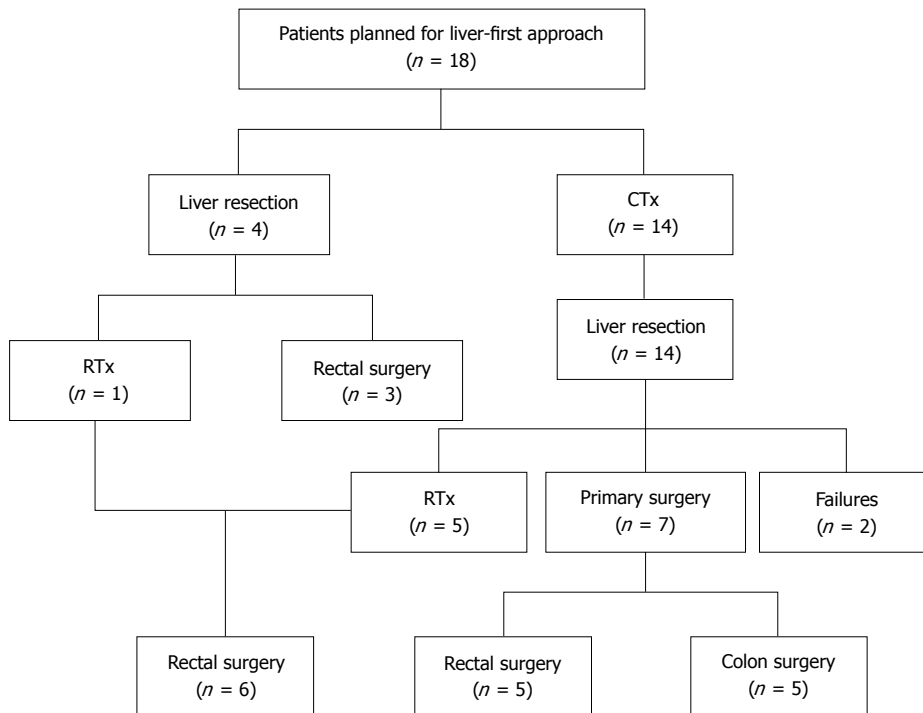 Patients planned for liver-first approach
(n = 18)
Liver resection
(n = 4)
CTx
(n = 14)
Liver resection
(n = 14)
RTx
(n = 1)
Rectal surgery
(n = 3)
RTx
(n = 5)
Primary surgery
(n = 7)
Failures
(n = 2)
Rectal surgery
(n = 6)
Rectal surgery
(n = 5)
Colon surgery
(n = 5)